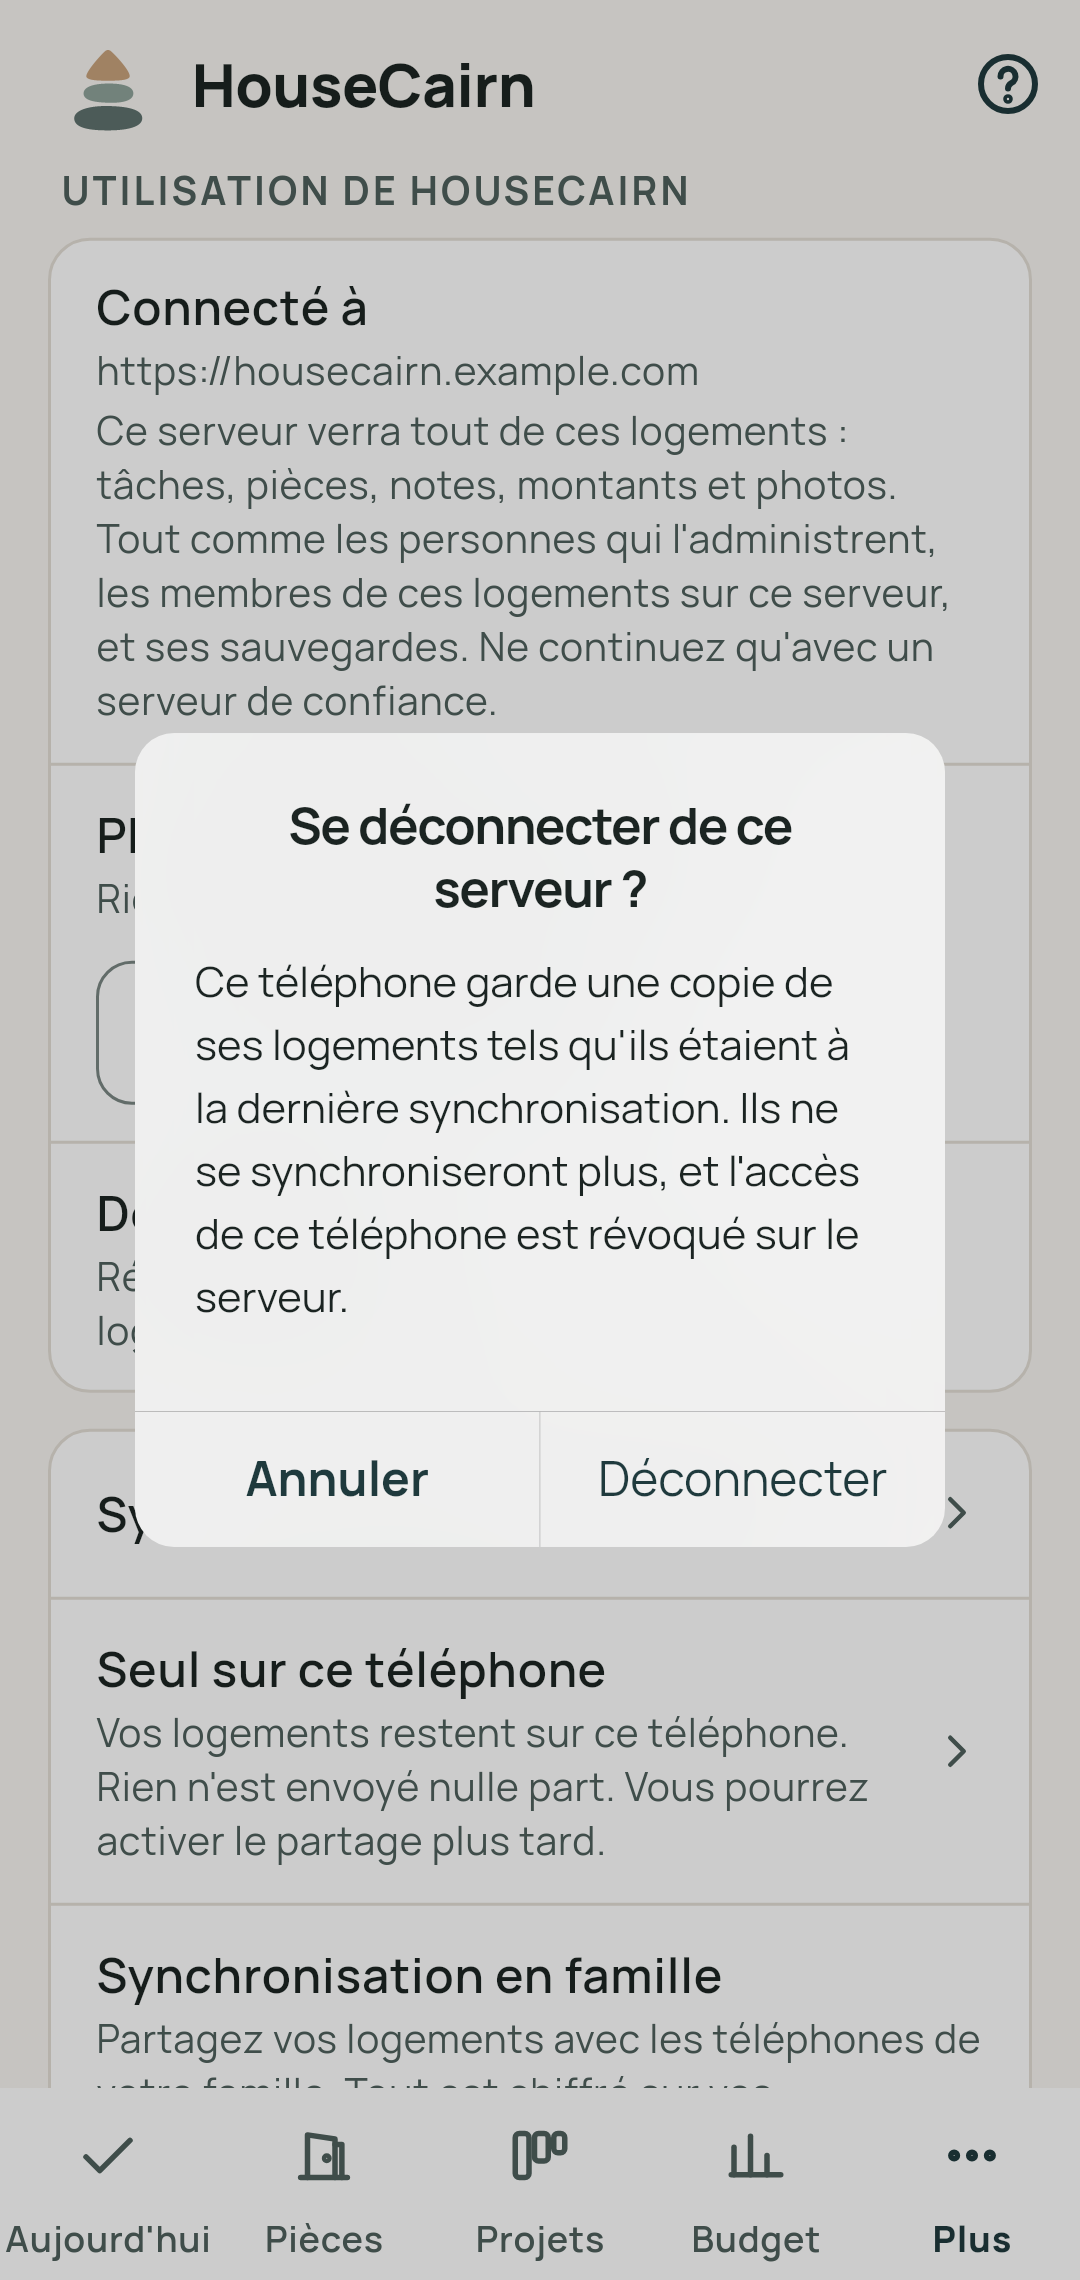 HouseCairn
UTILISATION DE HOUSECAIRN
Connecté à
https://housecairn.example.com
Ce serveur verra tout de ces logements :
tâches, pièces, notes, montants et photos.
Tout comme les personnes qui l'administrent,
les membres de ces logements sur ce serveur,
et ses sauvegardes. Ne continuez qu'avec un
serveur de confiance.
Se déconnecter de ce
serveur ?
Ce téléphone garde une copie de
ses logements tels qu'ils étaient à
la dernière synchronisation. Ils ne
se synchroniseront plus, et l'accès
de ce téléphone est révoqué sur le
serveur.
Annuler
Déconnecter
Seul sur ce téléphone
Vos logements restent sur ce téléphone.
Rien n'est envoyé nulle part. Vous pourrez
activer le partage plus tard.
Synchronisation en famille
Partagez vos logements avec les téléphones de
Aujourd'hui
Pièces
Projets
Budget
Plus